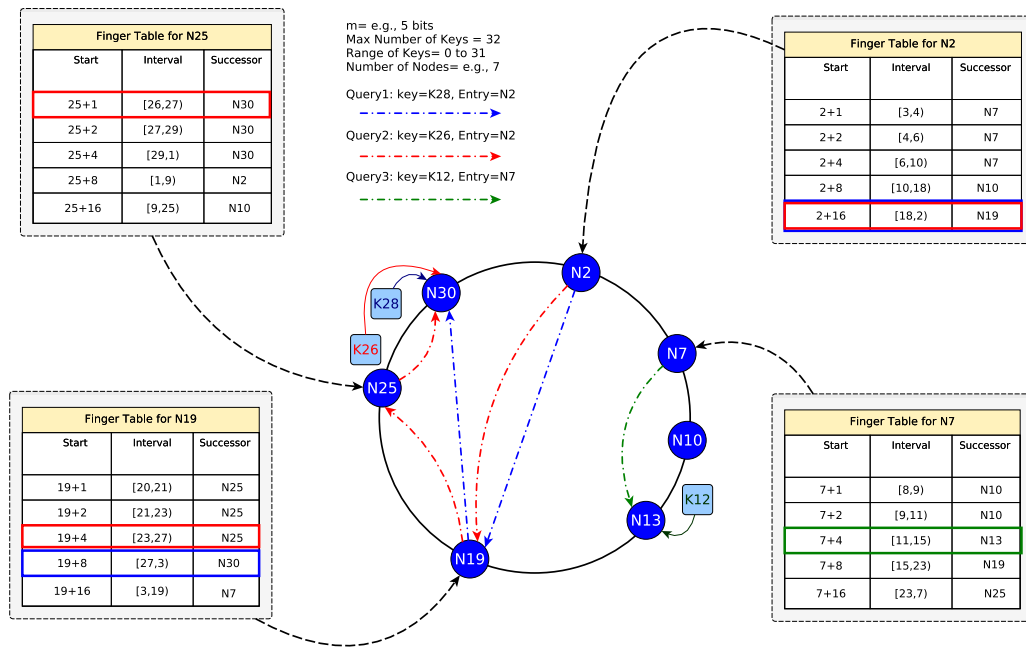 Finger Table for N25
Start Interval Successor
25+1 [26,27) N30
25+2 [27,29) N30
25+4 [29,1) N30
25+8 [1,9) N2
25+16 [9,25) N10
m= e.g., 5 bits
Max Number of Keys = 32
Range of Keys= 0 to 31
Number of Nodes= e.g., 7
Query1: key=K28, Entry=N2
Query2: key=K26, Entry=N2
Query3: key=K12, Entry=N7
Finger Table for N2
Start Interval Successor
2+1 [3,4) N7
2+2 [4,6) N7
2+4 [6,10) N7
2+8 [10,18) N10
2+16 [18,2) N19
N2
N30
K28
K26
N7
N25
N10
K12
N13
N19
Finger Table for N19
Start Interval Successor
19+1 [20,21) N25
19+2 [21,23) N25
19+4 [23,27) N25
19+8 [27,3) N30
19+16 [3,19) N7
Finger Table for N7
Start Interval Successor
7+1 [8,9) N10
7+2 [9,11) N10
7+4 [11,15) N13
7+8 [15,23) N19
7+16 [23,7) N25